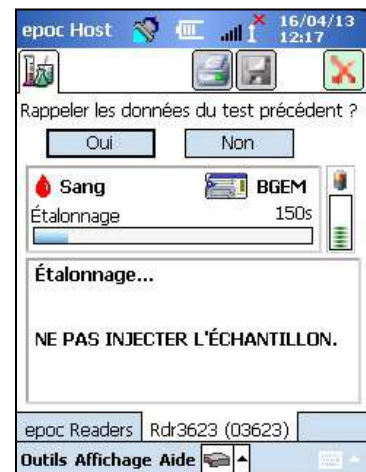 epoc Host 16/04/13
12:17
Rappeler les données du test précédent ?
Oui Non
Sang BGEM
Étalonnage 150s
Étalonnage...
NE PAS INJECTER L'ÉCHANTILLON.
epoc Readers Rdr3623 (03623)
Outils Affichage Aide